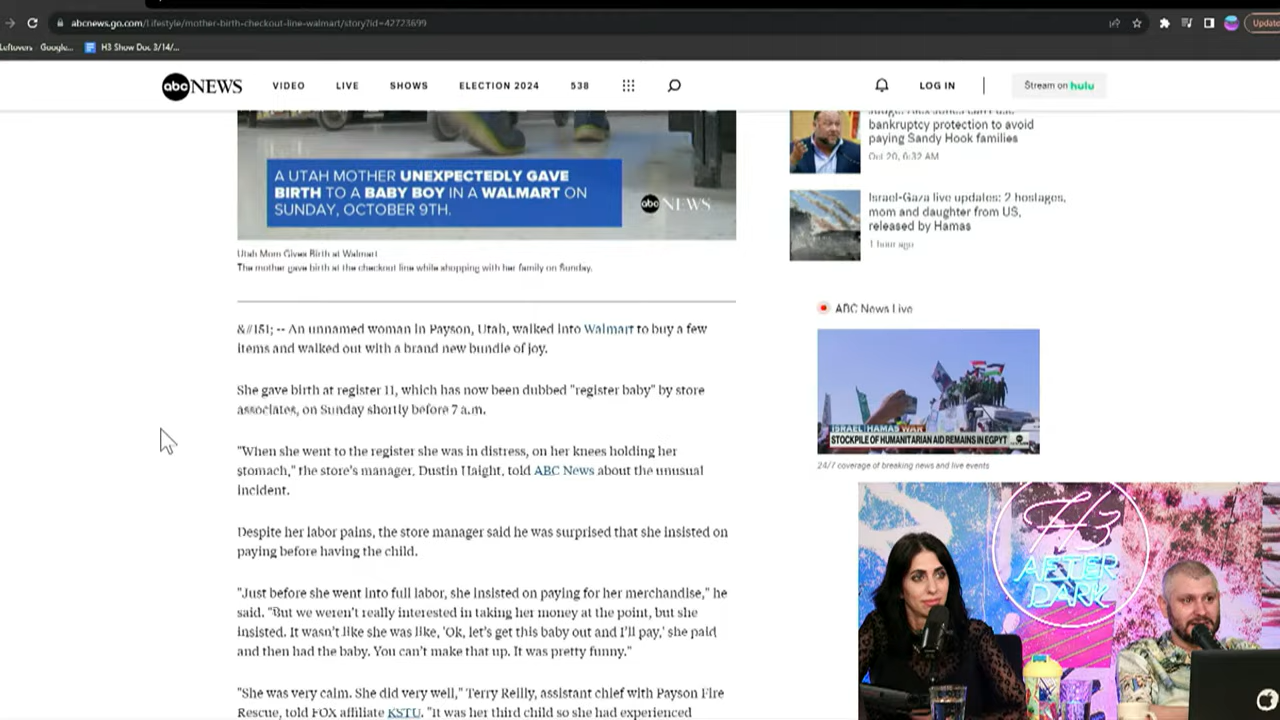 abcnews.go.com/Lifestyle/mother-birth-checkout-line-walmart/story?id=42723699
Update
Leftovers Google... H3 Show Doc 3/14/...
abc NEWS VIDEO LIVE SHOWS ELECTION 2024 538 LOG IN Stream on hulu
bankruptcy protection to avoid
paying Sandy Hook families
Oct 20, 6:32 AM
A UTAH MOTHER UNEXPECTEDLY GAVE
BIRTH TO A BABY BOY IN A WALMART ON
SUNDAY, OCTOBER 9TH.
abc NEWS
Israel-Gaza live updates: 2 hostages,
mom and daughter from US,
released by Hamas
1 hour ago
Utah Mom Gives Birth at Walmart
The mother gave birth at the checkout line while shopping with her family on Sunday.
&//151; -- An unnamed woman in Payson, Utah, walked into Walmart to buy a few
items and walked out with a brand new bundle of joy.
She gave birth at register 11, which has now been dubbed "register baby" by store
associates, on Sunday shortly before 7 a.m.
"When she went to the register she was in distress, on her knees holding her
stomach," the store's manager, Dustin Haight, told ABC News about the unusual
incident.
Despite her labor pains, the store manager said he was surprised that she insisted on
paying before having the child.
"Just before she went into full labor, she insisted on paying for her merchandise," he
said. "But we weren't really interested in taking her money at the point, but she
insisted. It wasn't like she was like, 'Ok, let's get this baby out and I'll pay,' she paid
and then had the baby. You can't make that up. It was pretty funny."
"She was very calm. She did very well," Terry Reilly, assistant chief with Payson Fire
Rescue, told FOX affiliate KSTU. "It was her third child so she had experienced
ABC News Live
ISRAEL-HAMAS WAR
STOCKPILE OF HUMANITARIAN AID REMAINS IN EGPYT
24/7 coverage of breaking news and live events
H3
AFTER
DARK